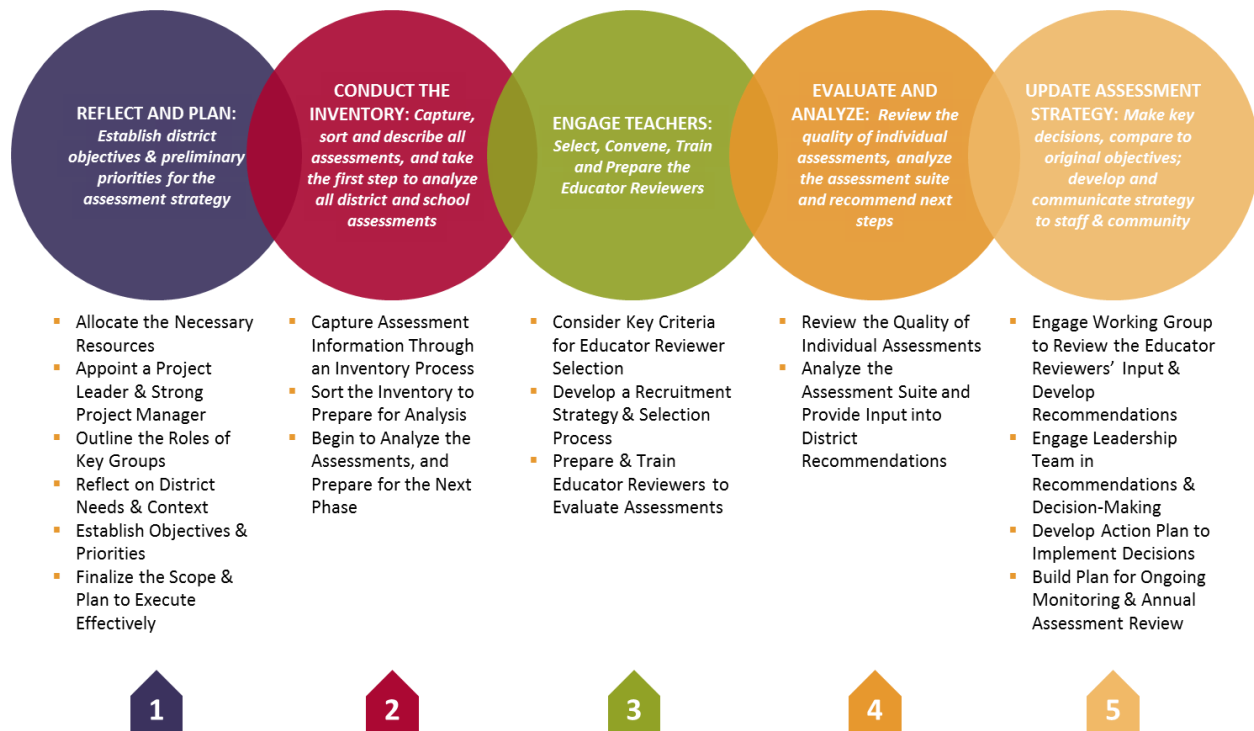 REFLECT AND PLAN:
Establish district
objectives & preliminary
priorities for the
assessment strategy
CONDUCT THE
INVENTORY: Capture,
sort and describe all
assessments, and take
the first step to analyze
all district and school
assessments
ENGAGE TEACHERS:
Select, Convene, Train
and Prepare the
Educator Reviewers
EVALUATE AND
ANALYZE: Review the
quality of individual
assessments, analyze
the assessment suite
and recommend next
steps
UPDATE ASSESSMENT
STRATEGY: Make key
decisions, compare to
original objectives;
develop and
communicate strategy
to staff & community
▪ Allocate the Necessary
Resources
▪ Appoint a Project
Leader & Strong
Project Manager
▪ Outline the Roles of
Key Groups
▪ Reflect on District
Needs & Context
▪ Establish Objectives &
Priorities
▪ Finalize the Scope &
Plan to Execute
Effectively
▪ Capture Assessment
Information Through
an Inventory Process
▪ Sort the Inventory to
Prepare for Analysis
▪ Begin to Analyze the
Assessments, and
Prepare for the Next
Phase
▪ Consider Key Criteria
for Educator Reviewer
Selection
▪ Develop a Recruitment
Strategy & Selection
Process
▪ Prepare & Train
Educator Reviewers to
Evaluate Assessments
▪ Review the Quality of
Individual Assessments
▪ Analyze the
Assessment Suite and
Provide Input into
District
Recommendations
▪ Engage Working Group
to Review the Educator
Reviewers’ Input &
Develop
Recommendations
▪ Engage Leadership
Team in
Recommendations &
Decision-Making
▪ Develop Action Plan to
Implement Decisions
▪ Build Plan for Ongoing
Monitoring & Annual
Assessment Review
1
2
3
4
5